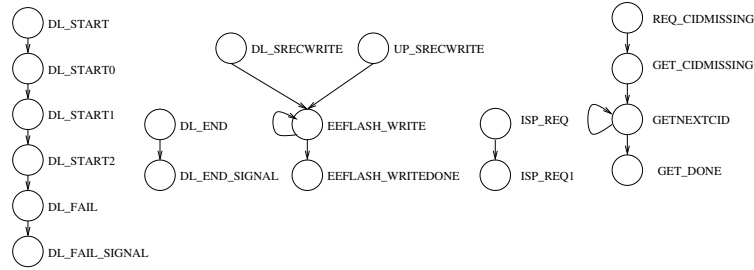 DL_START
DL_START0
DL_START1
DL_START2
DL_FAIL
DL_FAIL_SIGNAL
DL_END
DL_END_SIGNAL
DL_SRECWRITE
UP_SRECWRITE
EEFLASH_WRITE
EEFLASH_WRITEDONE
ISP_REQ
ISP_REQ1
REQ_CIDMISSING
GET_CIDMISSING
GETNEXTCID
GET_DONE